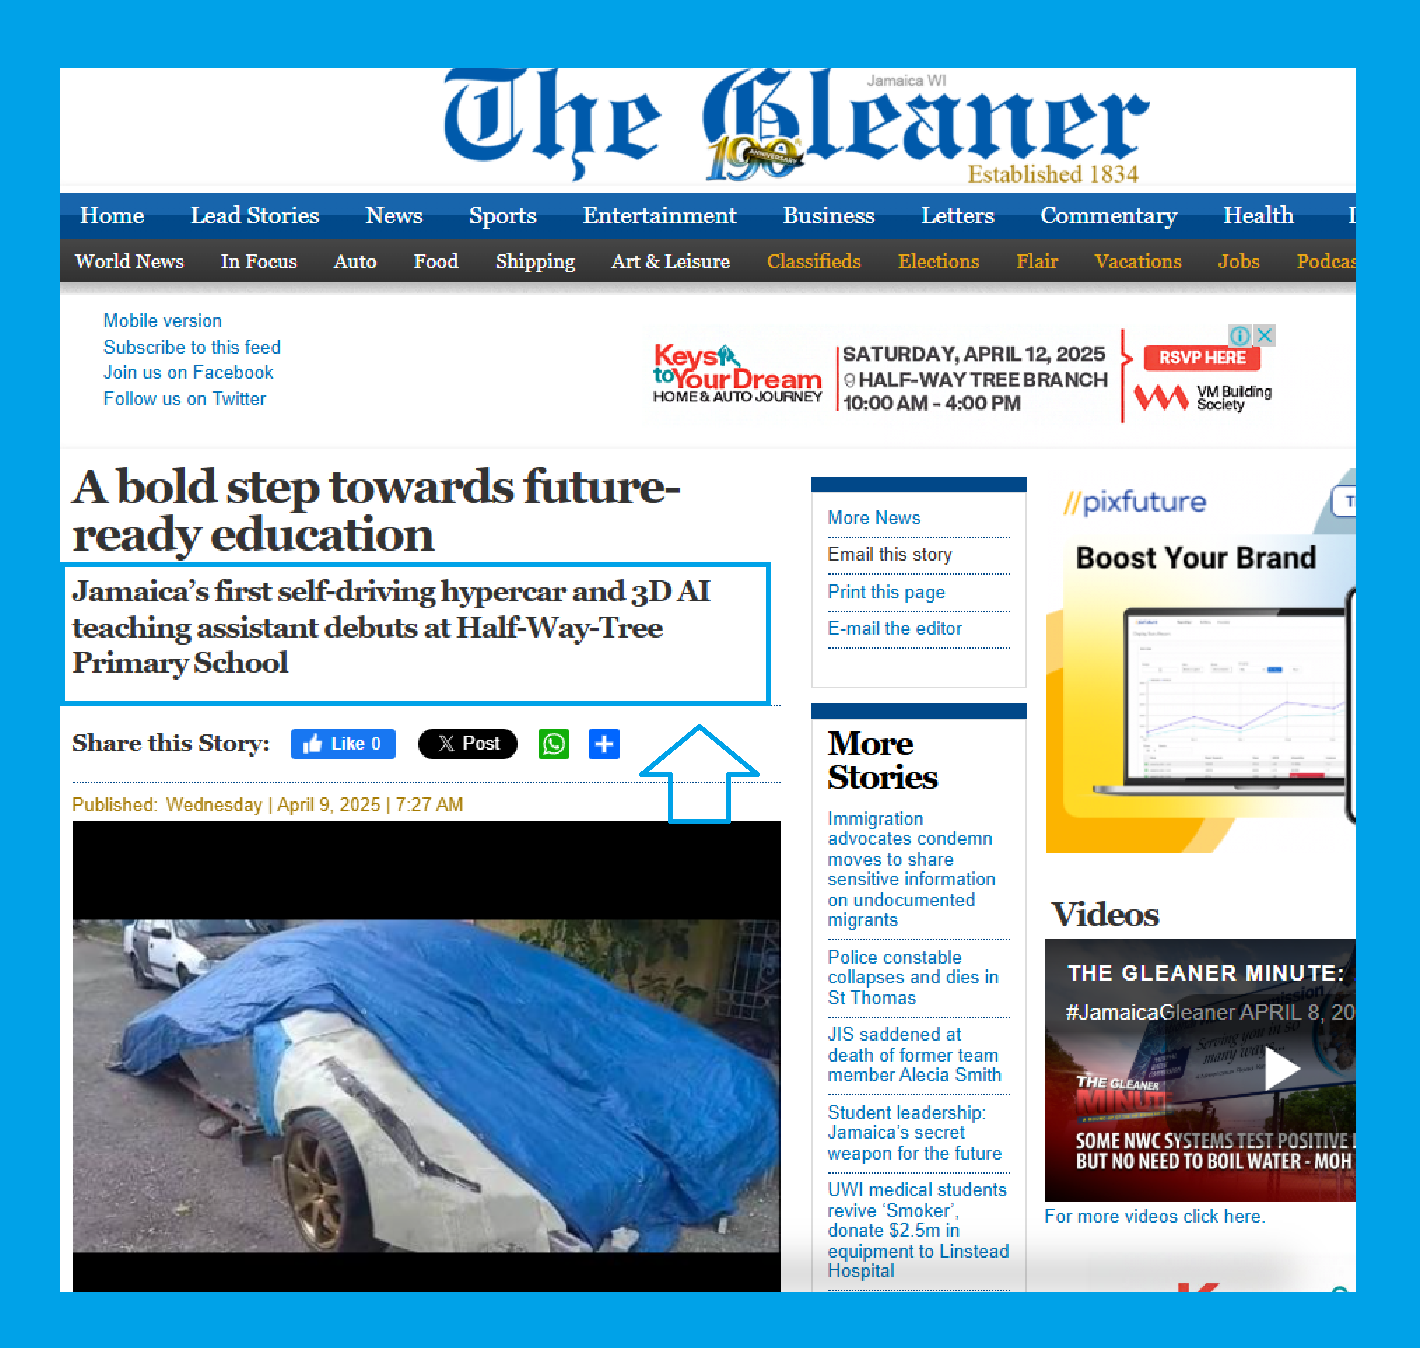 The Gleaner
Jamaica WI
190
ANNIVERSARY
Established 1834
Home Lead Stories News Sports Entertainment Business Letters Commentary Health
World News In Focus Auto Food Shipping Art & Leisure Classifieds Elections Flair Vacations Jobs Podcas
Mobile version
Subscribe to this feed
Join us on Facebook
Follow us on Twitter
Keys
to Your Dream
HOME & AUTO JOURNEY
SATURDAY, APRIL 12, 2025
HALF-WAY TREE BRANCH
10:00 AM - 4:00 PM
RSVP HERE
VM Building
Society
A bold step towards future-
ready education
Jamaica's first self-driving hypercar and 3D AI
teaching assistant debuts at Half-Way-Tree
Primary School
Share this Story: Like 0 X Post
Published: Wednesday | April 9, 2025 | 7:27 AM
More News
Email this story
Print this page
E-mail the editor
More
Stories
Immigration
advocates condemn
moves to share
sensitive information
on undocumented
migrants
Police constable
collapses and dies in
St Thomas
JIS saddened at
death of former team
member Alecia Smith
Student leadership:
Jamaica's secret
weapon for the future
UWI medical students
revive 'Smoker',
donate $2.5m in
equipment to Linstead
Hospital
//pixfuture
Boost Your Brand
Videos
THE GLEANER MINUTE:
#JamaicaGleaner APRIL 8, 20
Serving you in so
many ways...
THE GLEANER
MINUT
SOME NWC SYSTEMS TEST POSITIVE
BUT NO NEED TO BOIL WATER - MOH
For more videos click here.